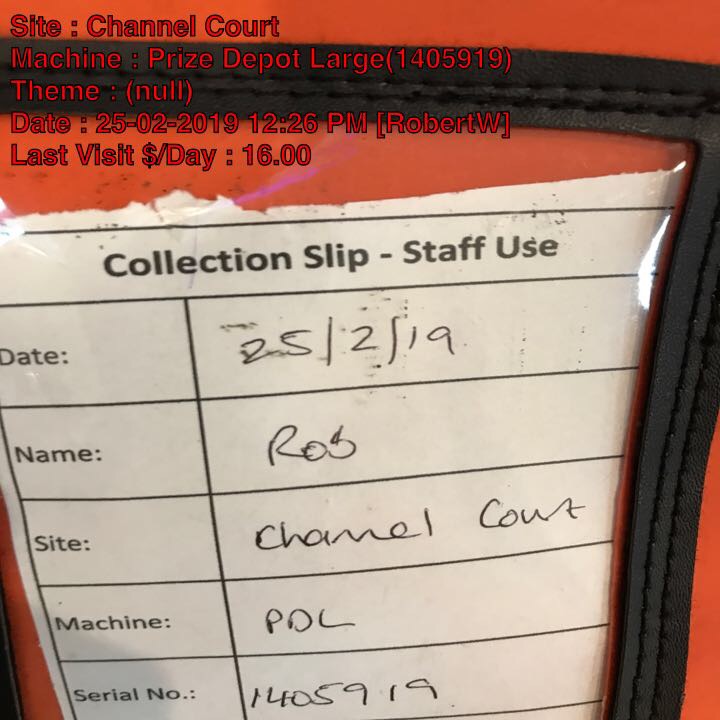 Site : Channel Court
Machine : Prize Depot Large(1405919)
Theme : (null)
Date : 25-02-2019 12:26 PM [RobertW]
Last Visit $/Day : 16.00
Collection Slip - Staff Use
Date: 25/2/19
Name: Rob
Site: Channel Court
Machine: PDL
Serial No.: 1405919